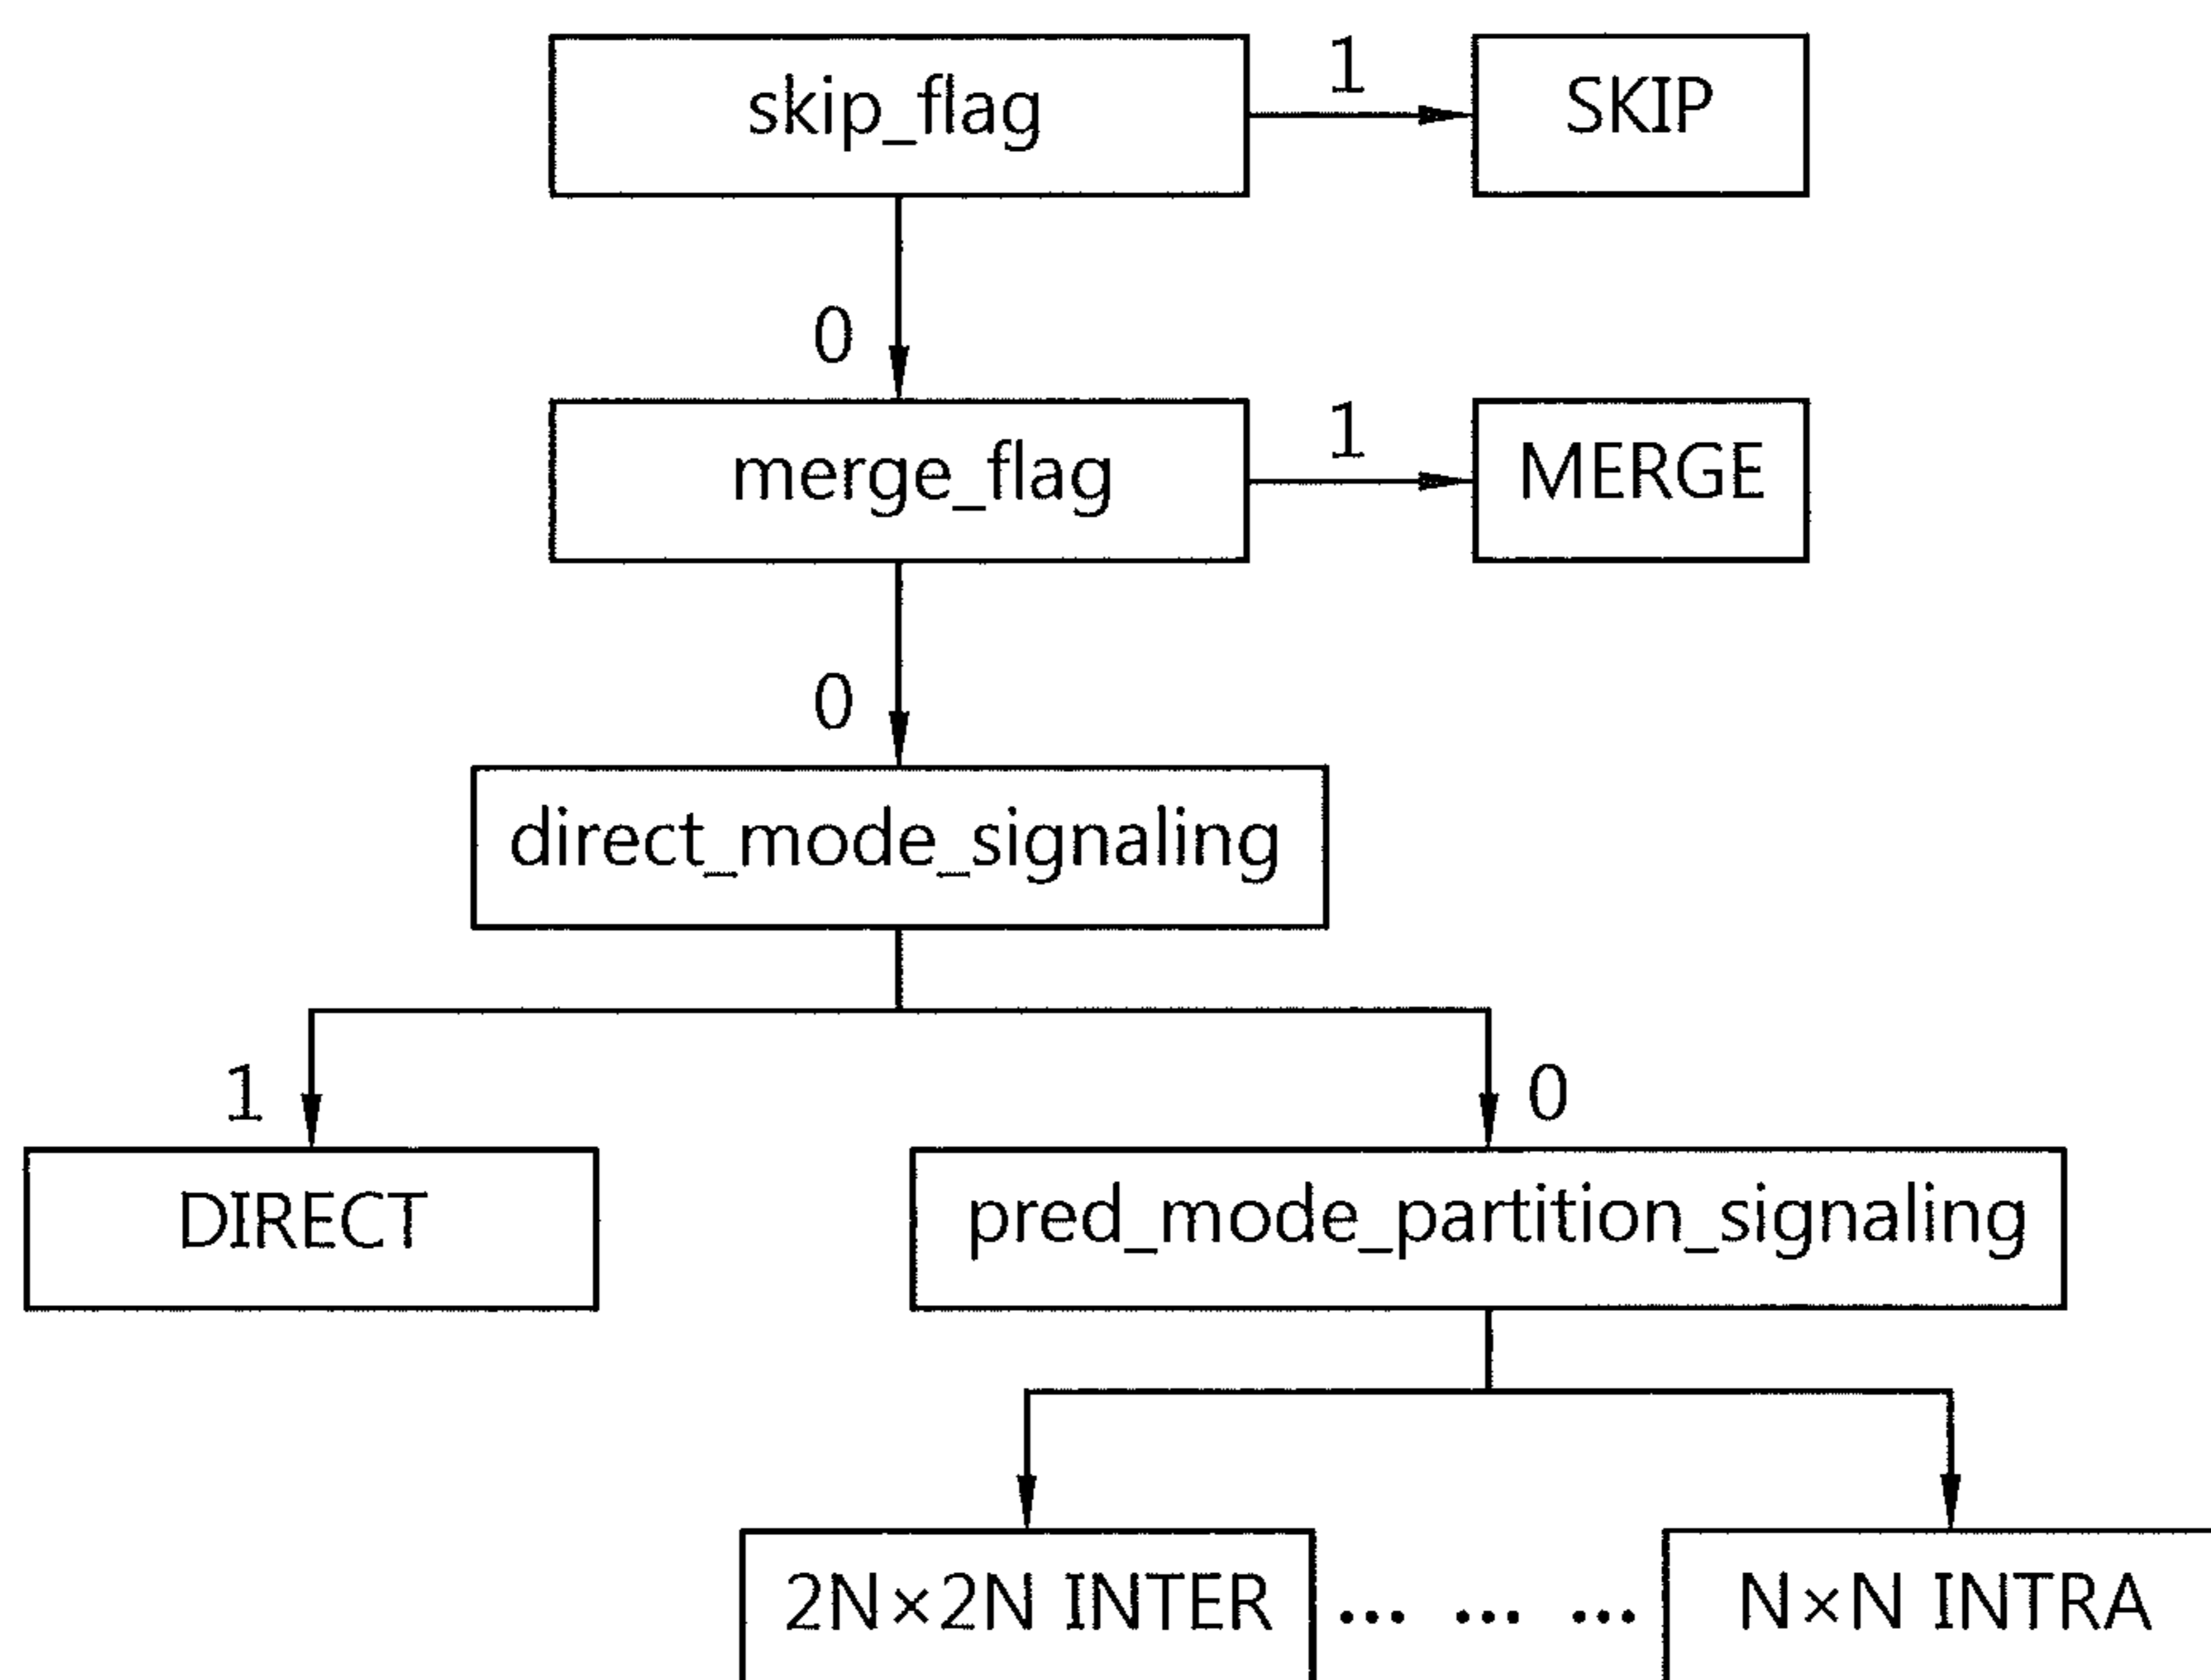 skip_flag
1
SKIP
0
merge_flag
1
MERGE
0
direct_mode_signaling
1
0
DIRECT
pred_mode_partition_signaling
2N×2N INTER
... ... ...
N×N INTRA